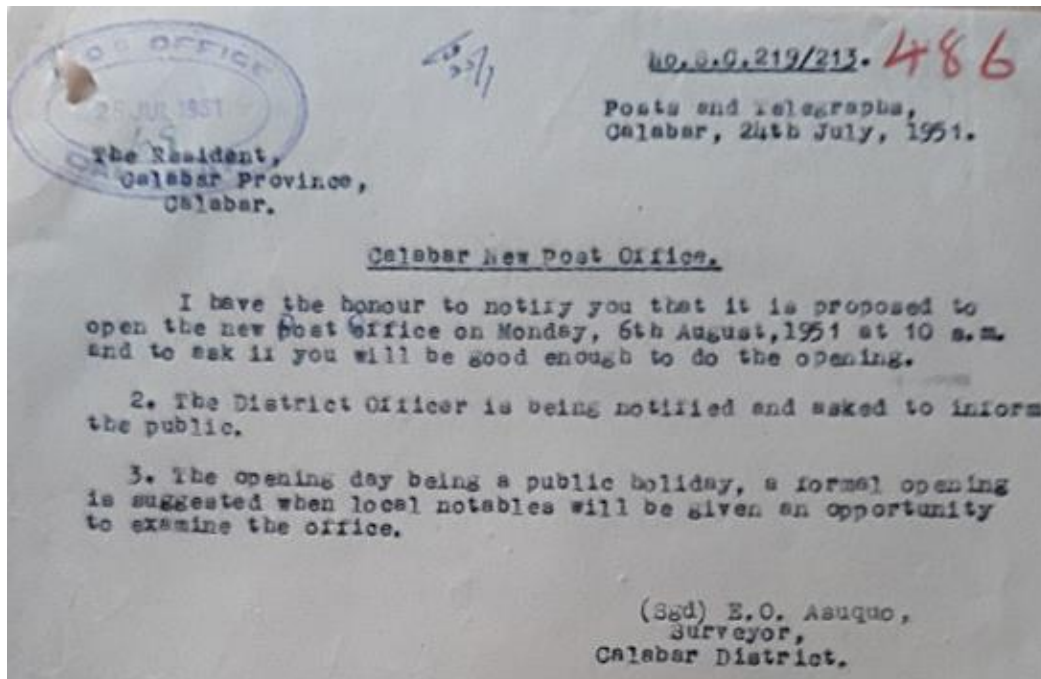 D.O'S OFFICE
25 JUL 1951
No.S.C.219/213. 486
Posts and Telegraphs,
Calabar, 24th July, 1951.
The Resident,
Calabar Province,
Calabar.
Calabar New Post Office.
I have the honour to notify you that it is proposed to
open the new Post Office on Monday, 6th August,1951 at 10 a.m.
and to ask if you will be good enough to do the opening.
2. The District Officer is being notified and asked to inform
the public.
3. The opening day being a public holiday, a formal opening
is suggested when local notables will be given an opportunity
to examine the office.
(Sgd) E.O. Asuquo,
Surveyor,
Calabar District.